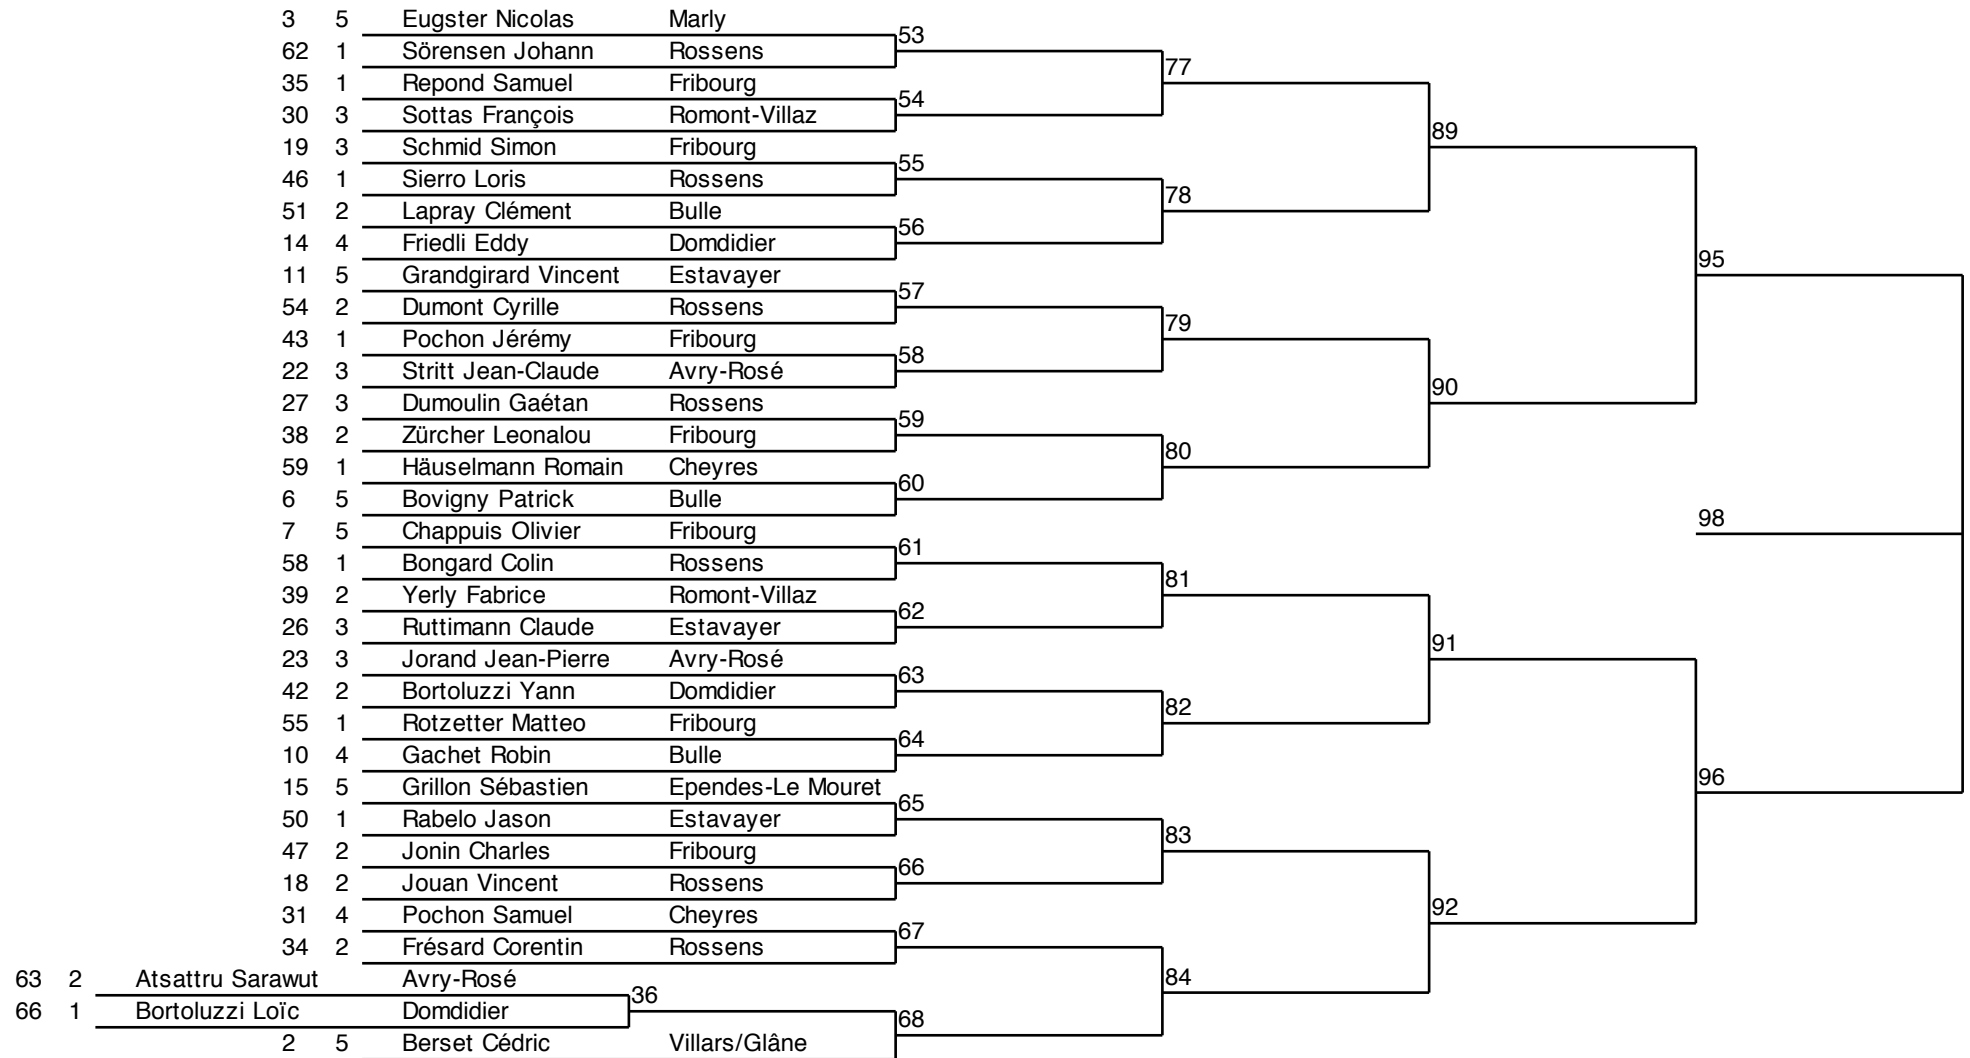 3 5 Eugster Nicolas Marly
53
62 1 Sörensen Johann Rossens
77
35 1 Repond Samuel Fribourg
54
30 3 Sottas François Romont-Villaz
89
19 3 Schmid Simon Fribourg
55
46 1 Sierro Loris Rossens
78
51 2 Lapray Clément Bulle
56
14 4 Friedli Eddy Domdidier
95
11 5 Grandgirard Vincent Estavayer
57
54 2 Dumont Cyrille Rossens
79
43 1 Pochon Jérémy Fribourg
58
22 3 Stritt Jean-Claude Avry-Rosé
90
27 3 Dumoulin Gaétan Rossens
59
38 2 Zürcher Leonalou Fribourg
80
59 1 Häuselmann Romain Cheyres
60
6 5 Bovigny Patrick Bulle
98
7 5 Chappuis Olivier Fribourg
61
58 1 Bongard Colin Rossens
81
39 2 Yerly Fabrice Romont-Villaz
62
26 3 Ruttimann Claude Estavayer
91
23 3 Jorand Jean-Pierre Avry-Rosé
63
42 2 Bortoluzzi Yann Domdidier
82
55 1 Rotzetter Matteo Fribourg
64
10 4 Gachet Robin Bulle
96
15 5 Grillon Sébastien Ependes-Le Mouret
65
50 1 Rabelo Jason Estavayer
83
47 2 Jonin Charles Fribourg
66
18 2 Jouan Vincent Rossens
92
31 4 Pochon Samuel Cheyres
67
34 2 Frésard Corentin Rossens
84
63 2 Atsattru Sarawut Avry-Rosé
36
66 1 Bortoluzzi Loïc Domdidier
68
2 5 Berset Cédric Villars/Glâne